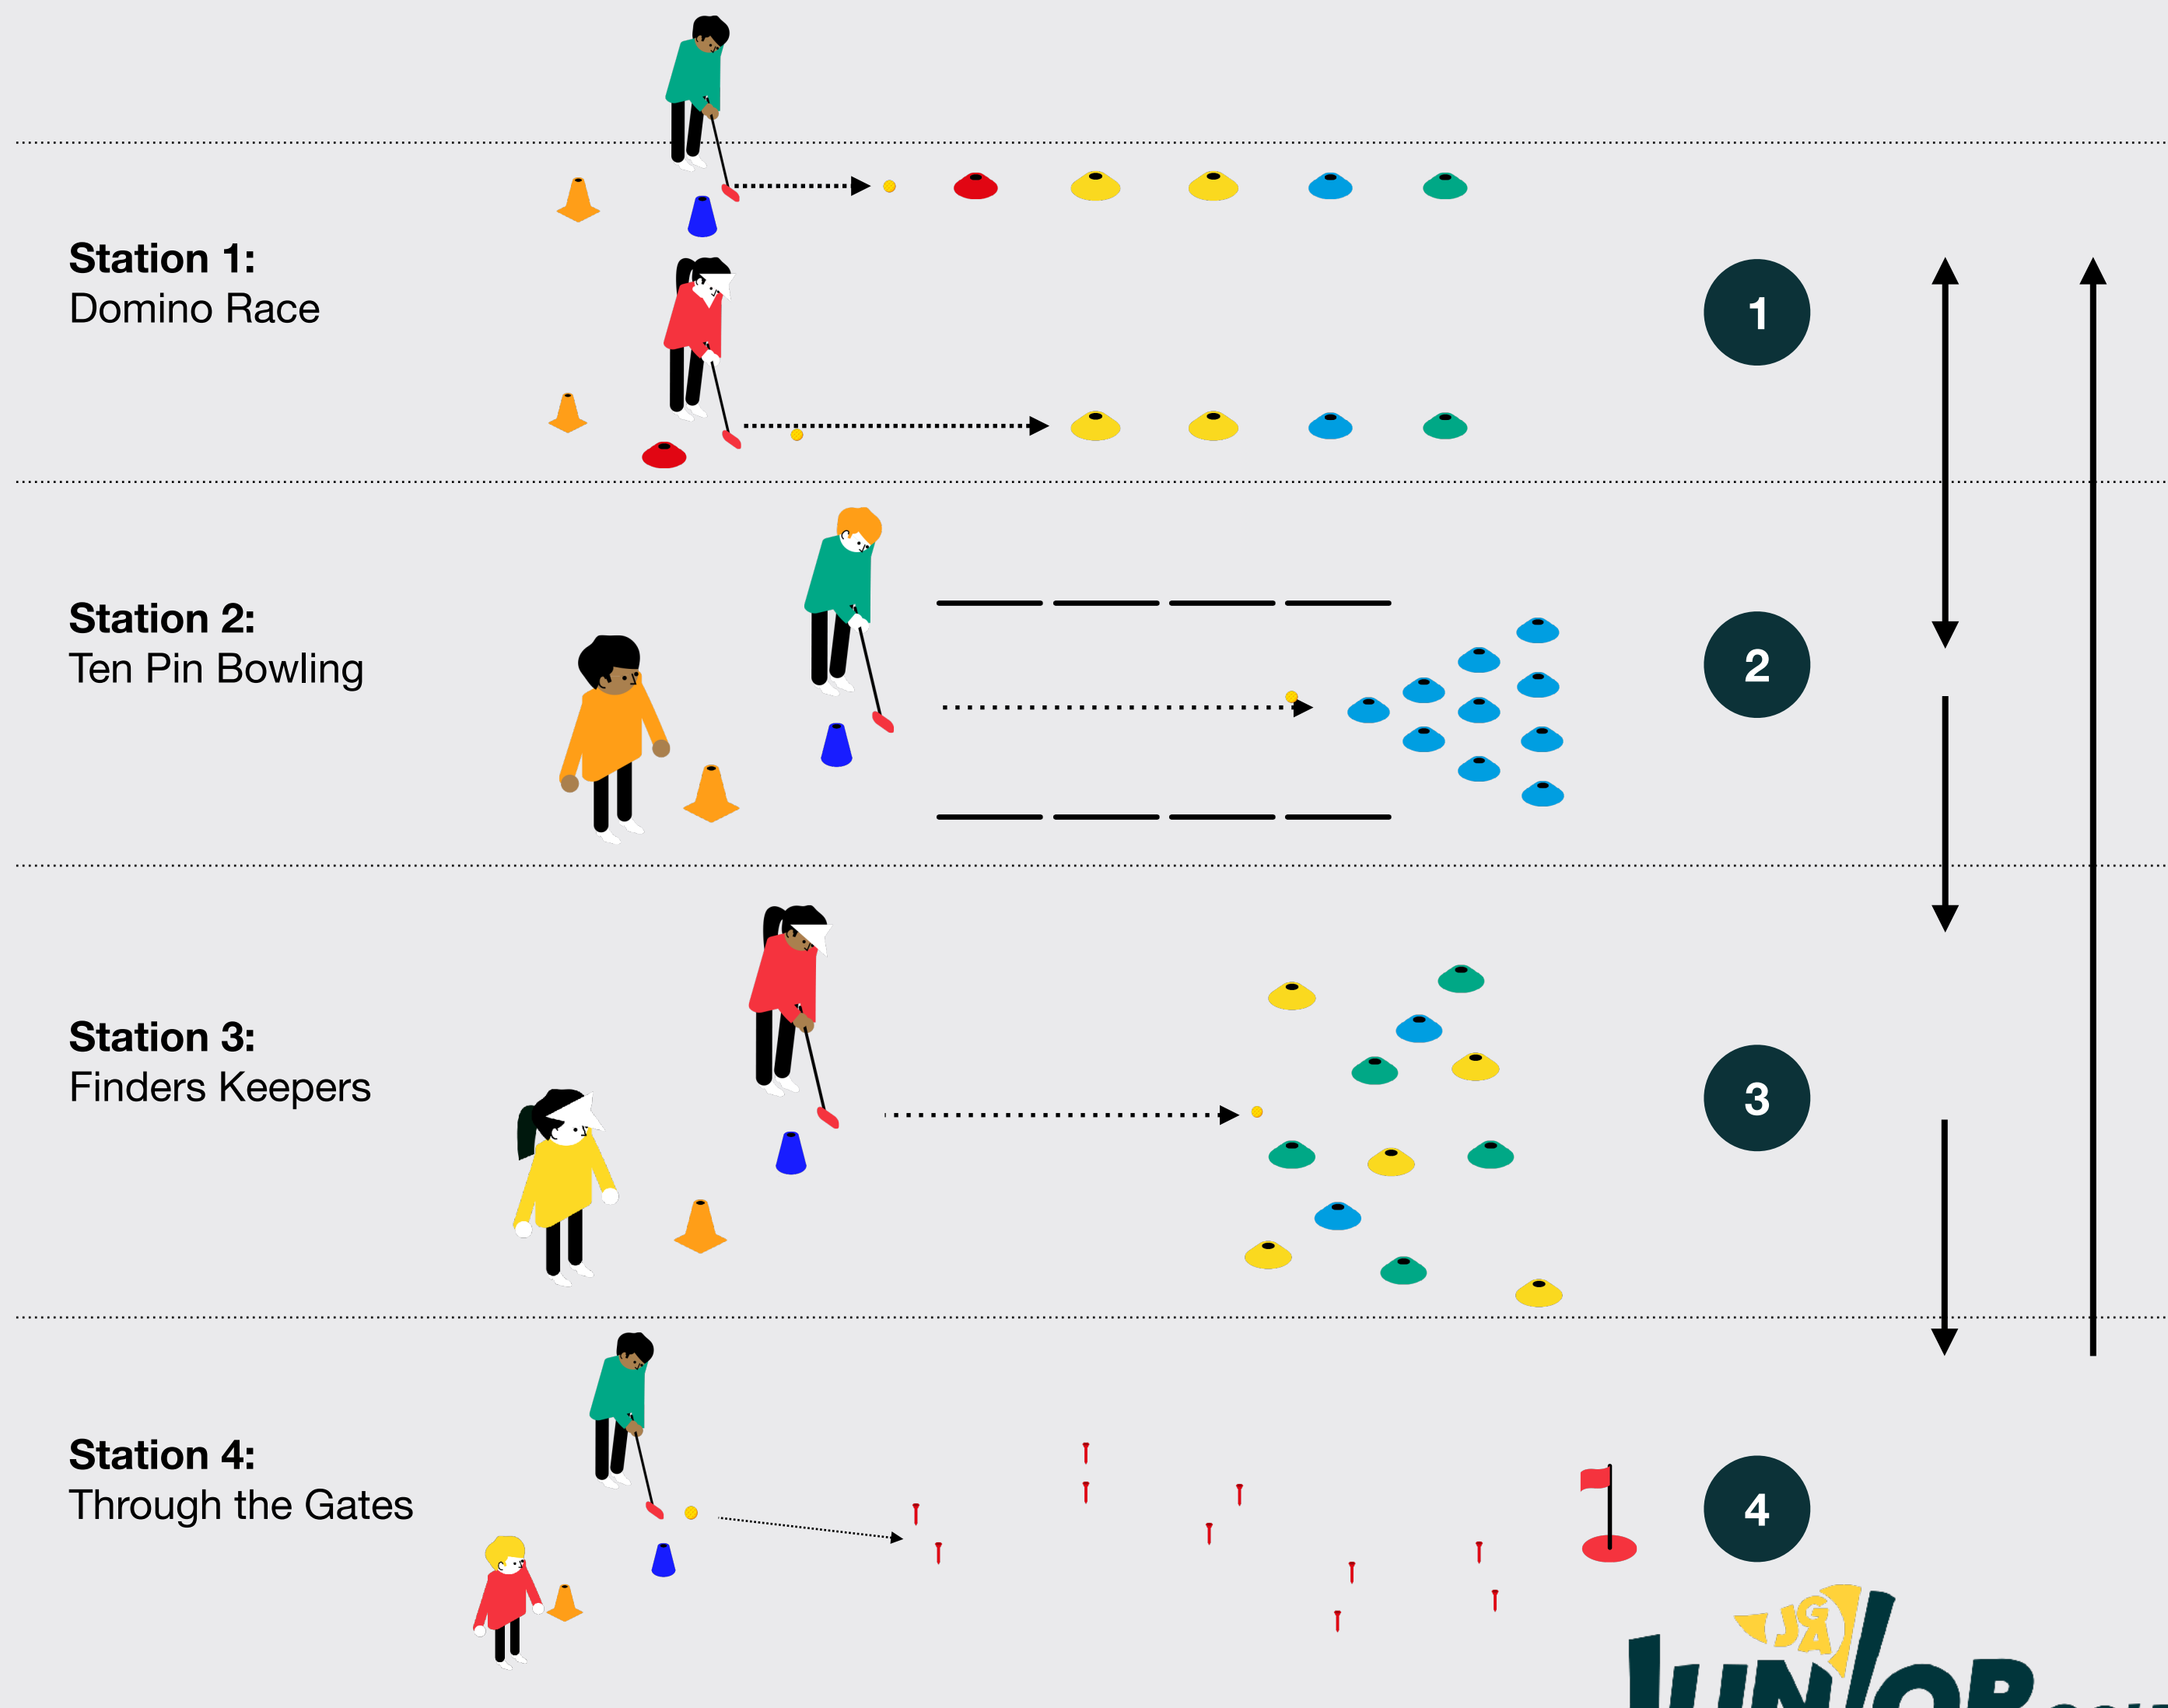 Station 1:
Domino Race
1
Station 2:
Ten Pin Bowling
2
Station 3:
Finders Keepers
3
Station 4:
Through the Gates
4
JGA
JUNIOR